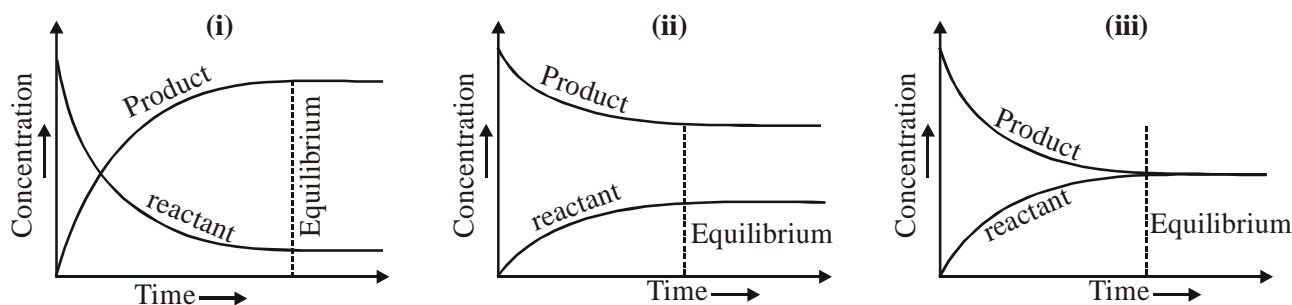 (i)
Concentration
Product
reactant
Equilibrium
Time
(ii)
Concentration
Product
reactant
Equilibrium
Time
(iii)
Concentration
Product
reactant
Equilibrium
Time